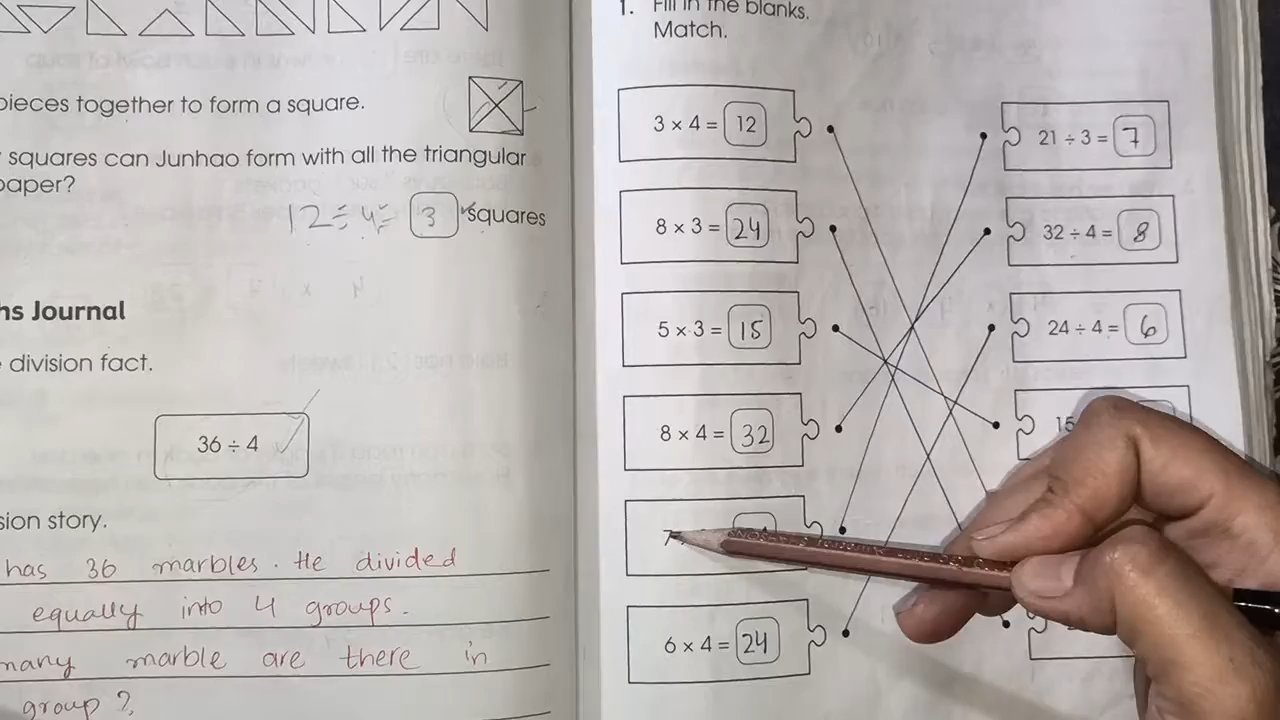 pieces together to form a square.
squares can Junhao form with all the triangular
paper?
12 ÷ 4 = 3 squares
Journal
division fact.
36 ÷ 4
story.
has 36 marbles. He divided
equally into 4 groups.
many marble are there in
group?
1. Fill in the blanks.
Match.
3 × 4 = 12
21 ÷ 3 = 7
8 × 3 = 24
32 ÷ 4 = 8
5 × 3 = 15
24 ÷ 4 = 6
8 × 4 = 32
15
7
6 × 4 = 24